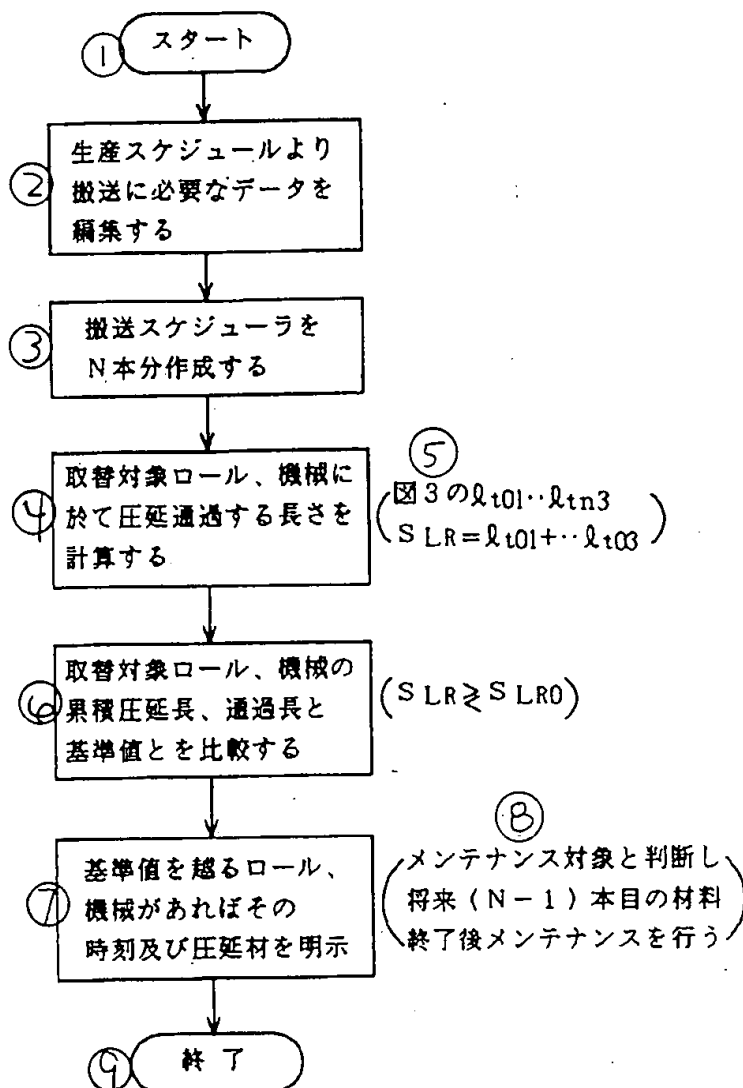 ① スタート
② 生産スケジュールより
搬送に必要なデータを
編集する
③ 搬送スケジューラを
N本分作成する
④ 取替対象ロール、機械に
於て圧延通過する長さを
計算する
⑤
(図3のℓt01‥ℓtn3
SLR=ℓt01+‥ℓt03)
⑥ 取替対象ロール、機械の
累積圧延長、通過長と
基準値とを比較する
(SLR≷SLR0)
⑦ 基準値を越るロール、
機械があればその
時刻及び圧延材を明示
⑧
(メンテナンス対象と判断し
将来(N-1)本目の材料
終了後メンテナンスを行う)
⑨ 終了